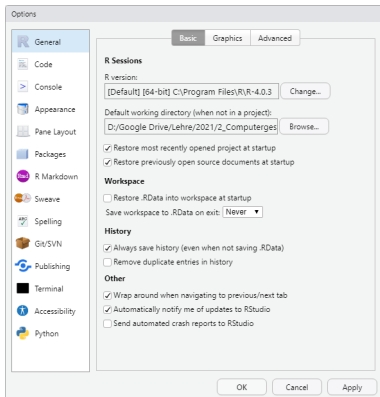 Options
General
Code
Console
Appearance
Pane Layout
Packages
R Markdown
Sweave
Spelling
Git/SVN
Publishing
Terminal
Accessibility
Python
Basic Graphics Advanced
R Sessions
R version:
[Default] [64-bit] C:\Program Files\R\R-4.0.3 Change...
Default working directory (when not in a project):
D:/Google Drive/Lehre/2021/2_Computerges Browse...
Restore most recently opened project at startup
Restore previously open source documents at startup
Workspace
Restore .RData into workspace at startup
Save workspace to .RData on exit: Never
History
Always save history (even when not saving .RData)
Remove duplicate entries in history
Other
Wrap around when navigating to previous/next tab
Automatically notify me of updates to RStudio
Send automated crash reports to RStudio
OK Cancel Apply